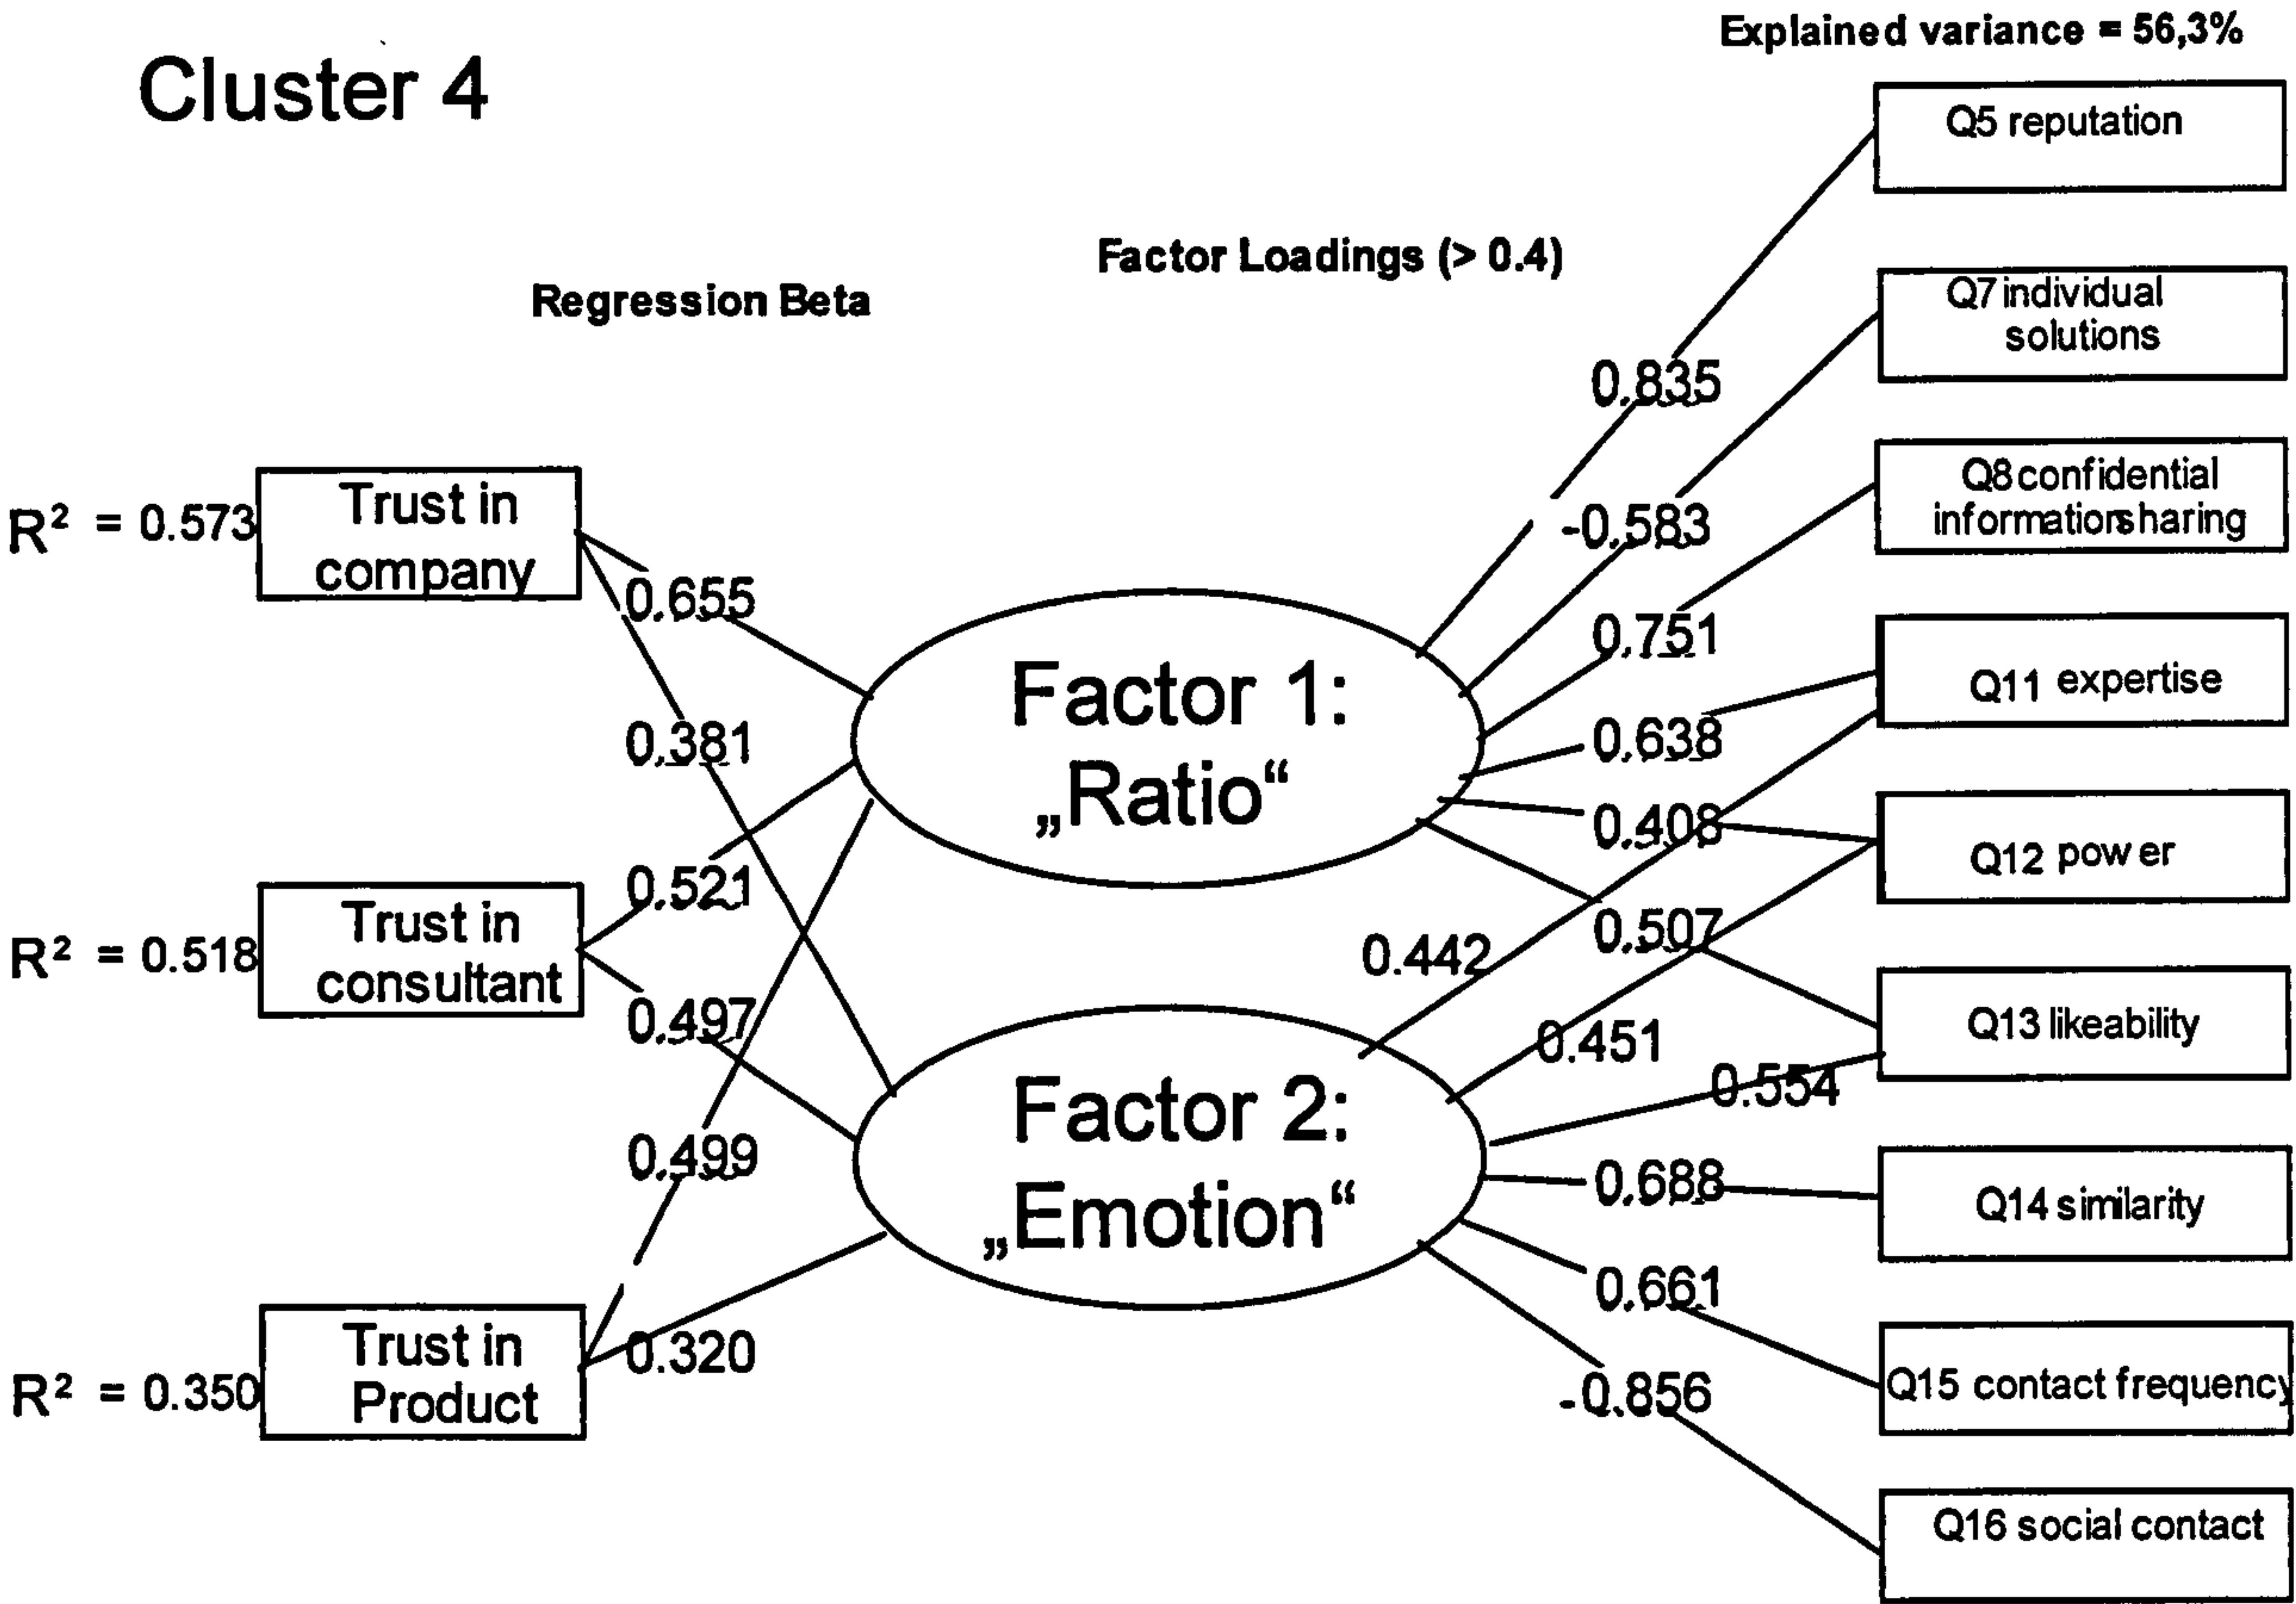 Explained variance = 56,3%
Cluster 4
Q5 reputation
Factor Loadings (> 0.4)
Regression Beta
Q7 individual
solutions
0.835
Q8 confidential
informationsharing
-0.583
R² = 0.573
Trust in
company
0.655
0.751
Factor 1:
„Ratio“
0.638
Q11 expertise
0.381
0.408
Q12 power
0.521
0.507
0.442
R² = 0.518
Trust in
consultant
0.497
0.451
Q13 likeability
0.554
Factor 2:
„Emotion“
0.499
0.688
Q14 similarity
0.661
0.320
R² = 0.350
Trust in
Product
-0.856
Q15 contact frequency
Q16 social contact